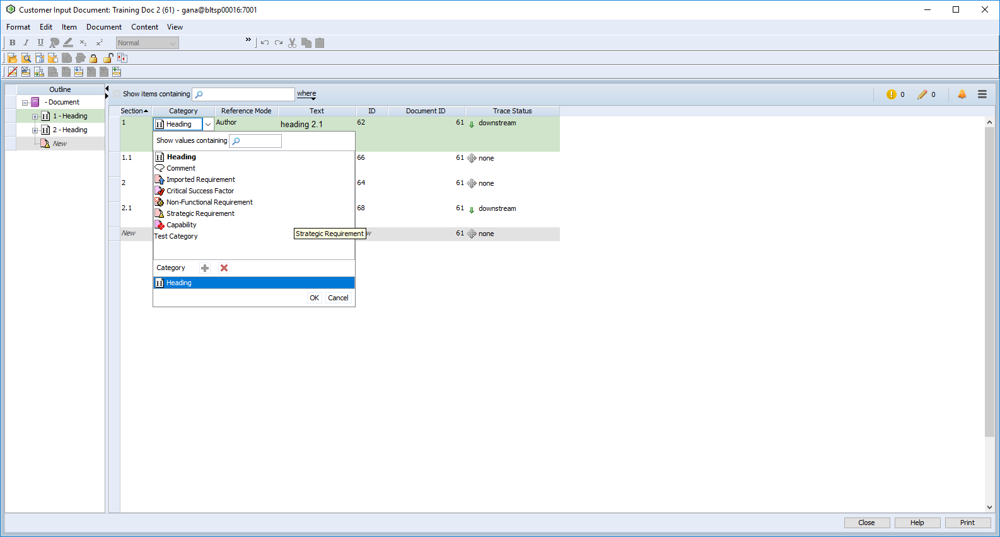 Customer Input Document: Training Doc 2 (61) - gana@bltsp00016:7001
Format Edit Item Document Content View
B I U A x₂ x² Normal »
Outline
- Document
1 - Heading
2 - Heading
New
Show items containing where 0 0
Section Category Reference Mode Text ID Document ID Trace Status
1 Heading Author heading 2.1 62 61 downstream
Show values containing
Heading
Comment
Imported Requirement
Critical Success Factor
Non-Functional Requirement
Strategic Requirement
Capability
Test Category
Category
Heading
OK Cancel
1.1 66 61 none
2 64 61 none
2.1 68 61 downstream
New Strategic Requirement 61 none
Close Help Print